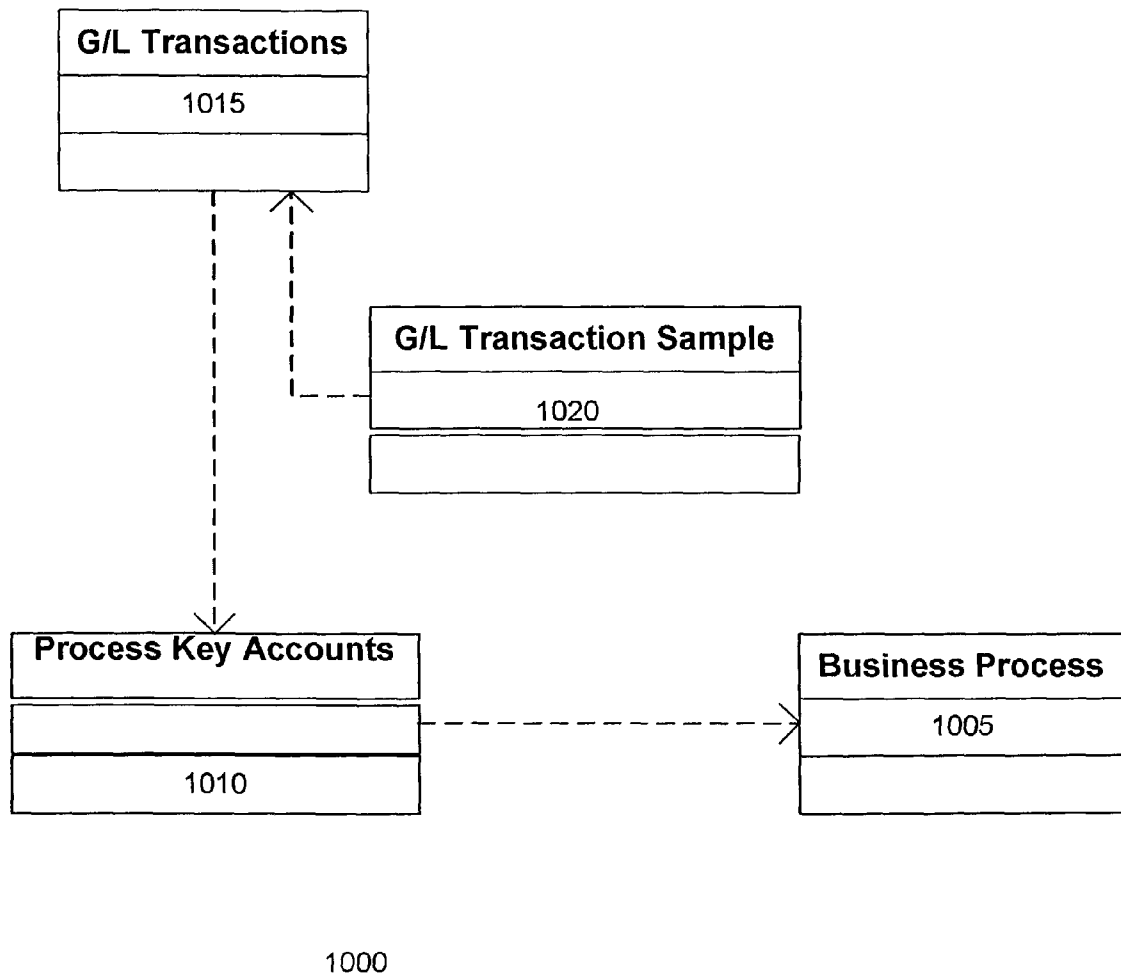 G/L Transactions
1015
G/L Transaction Sample
1020
Process Key Accounts
1010
Business Process
1005
1000